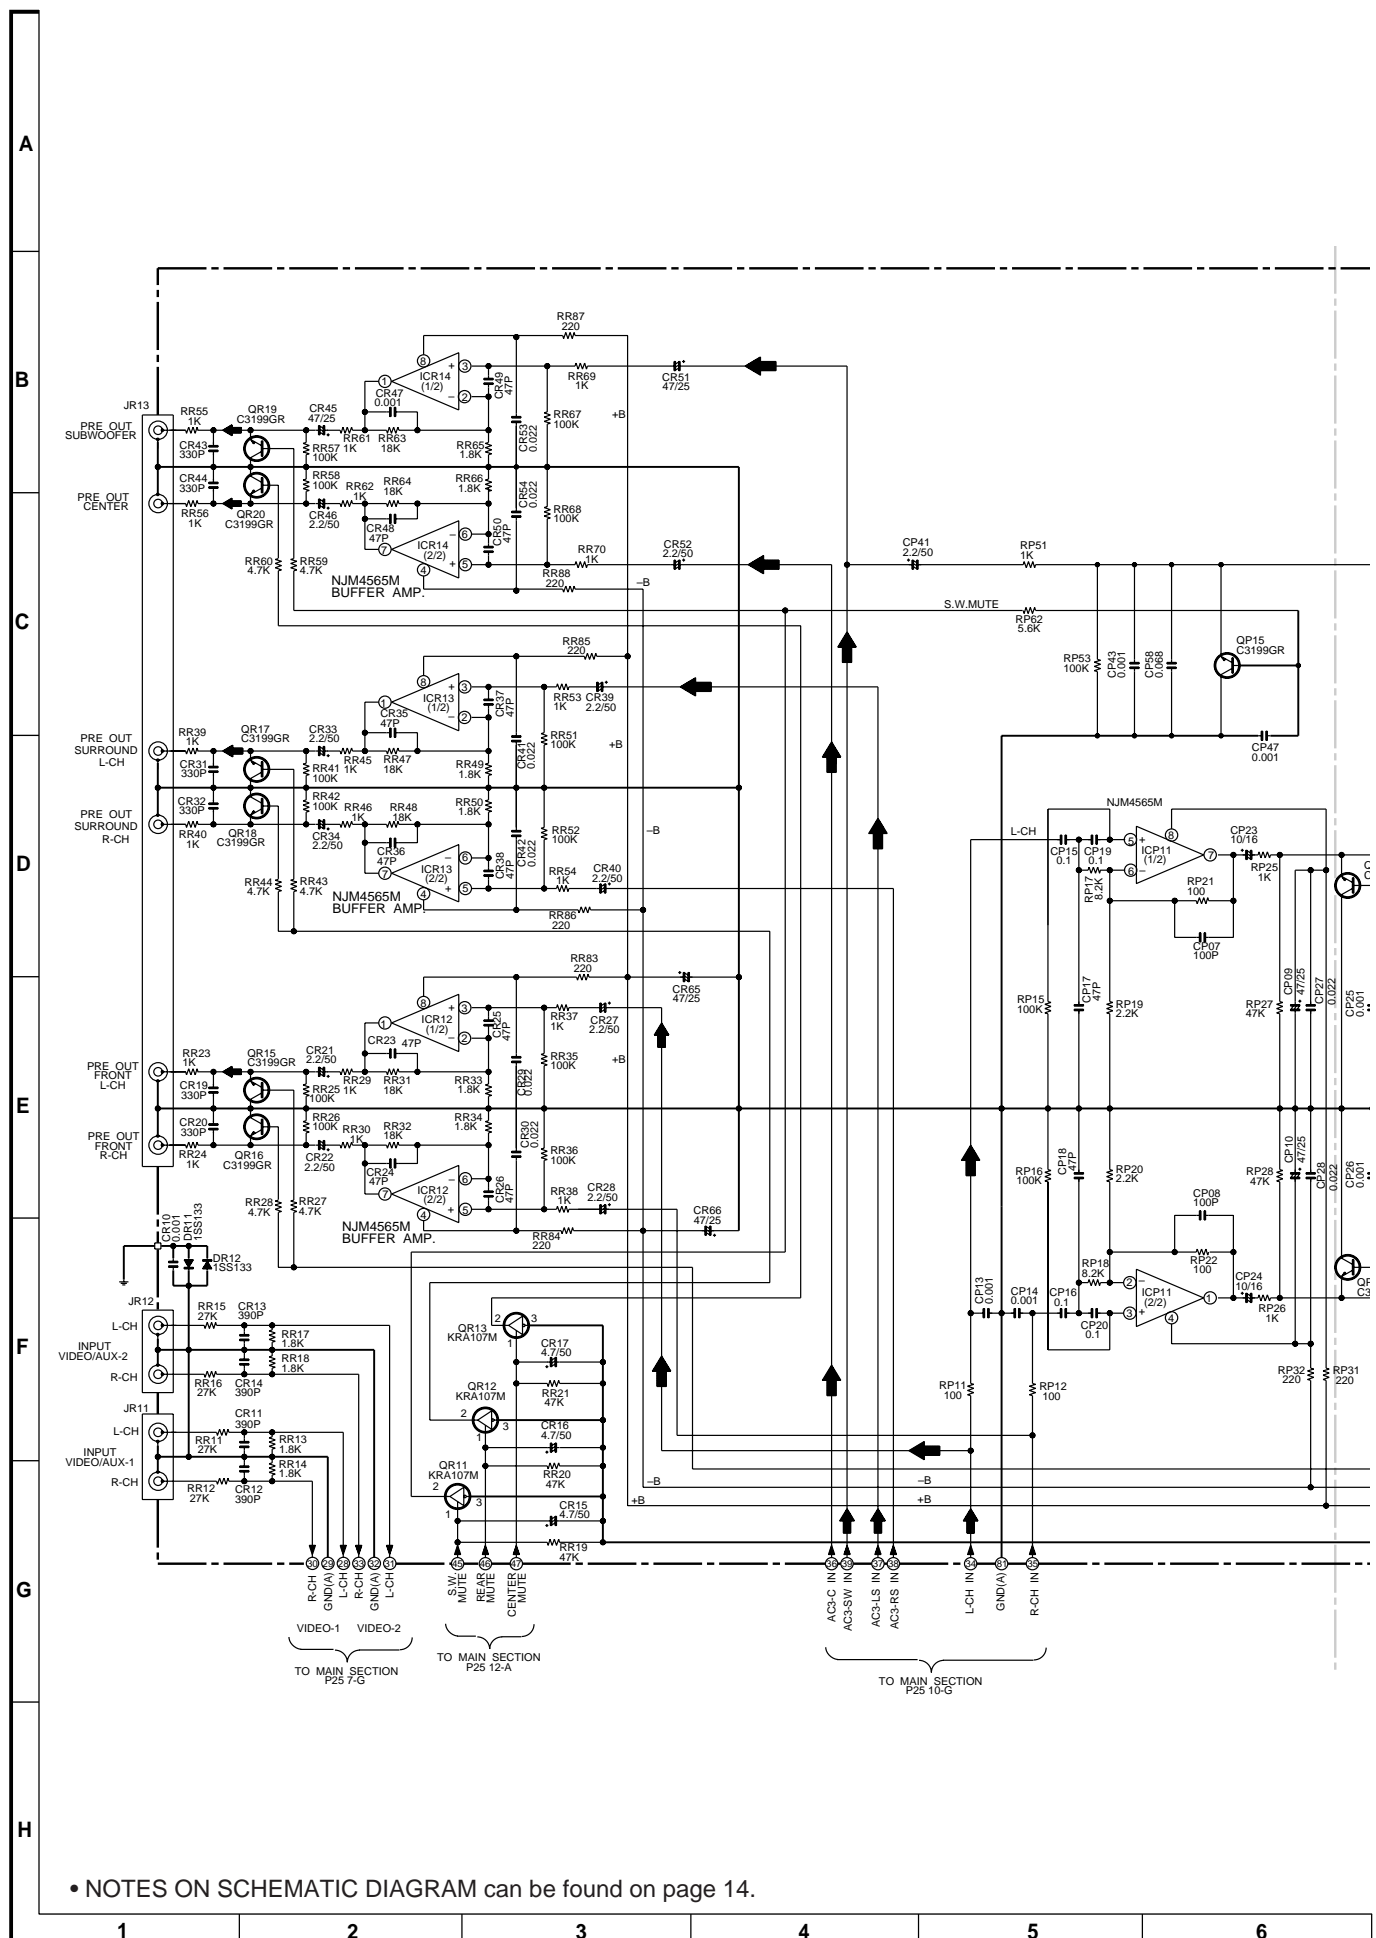 A
B
C
D
E
F
G
H
RR87
220
ICR14
(1/2)
CR47
0.001
CR49
47P
RR69
1K
CR51
47/25
JR13
PRE OUT
SUBWOOFER
RR55
1K
QR19
C3199GR
CR45
47/25
CR43
330P
RR57
100K
RR61
1K
RR63
18K
RR65
1.8K
CR53
0.022
RR67
100K
+B
PRE OUT
CENTER
CR44
330P
RR58
100K
RR62
1K
RR64
18K
RR66
1.8K
CR54
0.022
RR56
1K
QR20
C3199GR
CR46
2.2/50
CR48
47P
ICR14
(2/2)
CR50
47P
RR68
100K
RR70
1K
CR52
2.2/50
RR88
220
–B
RR60
4.7K
RR59
4.7K
NJM4565M
BUFFER AMP.
CP41
2.2/50
RP51
1K
S.W.MUTE
RP62
5.6K
RP53
100K
CP43
0.001
CP58
0.068
QP15
C3199GR
CP47
0.001
RR85
220
ICR13
(1/2)
CR35
47P
CR37
47P
RR53
1K
CR39
2.2/50
PRE OUT
SURROUND
L-CH
RR39
1K
QR17
C3199GR
CR33
2.2/50
CR31
330P
RR41
100K
RR45
1K
RR47
18K
RR49
1.8K
CR41
0.022
RR51
100K
+B
PRE OUT
SURROUND
R-CH
CR32
330P
RR42
100K
RR46
1K
RR48
18K
RR50
1.8K
CR42
0.022
RR52
100K
–B
RR40
1K
QR18
C3199GR
CR34
2.2/50
CR36
47P
ICR13
(2/2)
CR38
47P
RR54
1K
CR40
2.2/50
RR44
4.7K
RR43
4.7K
NJM4565M
BUFFER AMP.
RR86
220
NJM4565M
L-CH
CP15
0.1
CP19
0.1
RP17
8.2K
ICP11
(1/2)
CP23
10/16
RP25
1K
RP21
100
CP07
100P
RP15
100K
CP17
47P
RP19
2.2K
RP27
47K
CP09
47/25
CP27
0.022
CP25
0.001
RR83
220
CR65
47/25
ICR12
(1/2)
CR23
47P
CR25
47P
RR37
1K
CR27
2.2/50
PRE OUT
FRONT
L-CH
RR23
1K
QR15
C3199GR
CR21
2.2/50
CR19
330P
RR25
100K
RR29
1K
RR31
18K
RR33
1.8K
CR29
0.022
RR35
100K
+B
PRE OUT
FRONT
R-CH
CR20
330P
RR26
100K
RR30
1K
RR32
18K
RR34
1.8K
CR30
0.022
RR36
100K
RR24
1K
QR16
C3199GR
CR22
2.2/50
CR24
47P
ICR12
(2/2)
CR26
47P
RR38
1K
CR28
2.2/50
RR28
4.7K
RR27
4.7K
NJM4565M
BUFFER AMP.
RR84
220
CR66
47/25
RP16
100K
CP18
47P
RP20
2.2K
RP28
47K
CP10
47/25
CP28
0.022
CP26
0.001
CP08
100P
RP22
100
RP18
8.2K
CP13
0.001
CP14
0.001
CP16
0.1
CP20
0.1
ICP11
(2/2)
CP24
10/16
RP26
1K
RP11
100
RP12
100
RP32
220
RP31
220
CR10
0.001
DR11
1SS133
DR12
1SS133
JR12
L-CH
INPUT
VIDEO/AUX-2
R-CH
RR15
27K
CR13
390P
RR17
1.8K
RR18
1.8K
RR16
27K
CR14
390P
JR11
L-CH
INPUT
VIDEO/AUX-1
R-CH
RR11
27K
CR11
390P
RR13
1.8K
RR14
1.8K
RR12
27K
CR12
390P
QR13
KRA107M
CR17
4.7/50
RR21
47K
QR12
KRA107M
CR16
4.7/50
RR20
47K
QR11
KRA107M
CR15
4.7/50
RR19
47K
–B
+B
–B
+B
30 29 28 33 32 31
45 46 47
36 39 37 38
34 81 35
R-CH
GND(A)
L-CH
R-CH
GND(A)
L-CH
S.W.
MUTE
REAR
MUTE
CENTER
MUTE
AC3-C IN
AC3-SW IN
AC3-LS IN
AC3-RS IN
L-CH IN
GND(A)
R-CH IN
VIDEO-1 VIDEO-2
TO MAIN SECTION
P25 7-G
TO MAIN SECTION
P25 12-A
TO MAIN SECTION
P25 10-G
• NOTES ON SCHEMATIC DIAGRAM can be found on page 14.
1 2 3 4 5 6